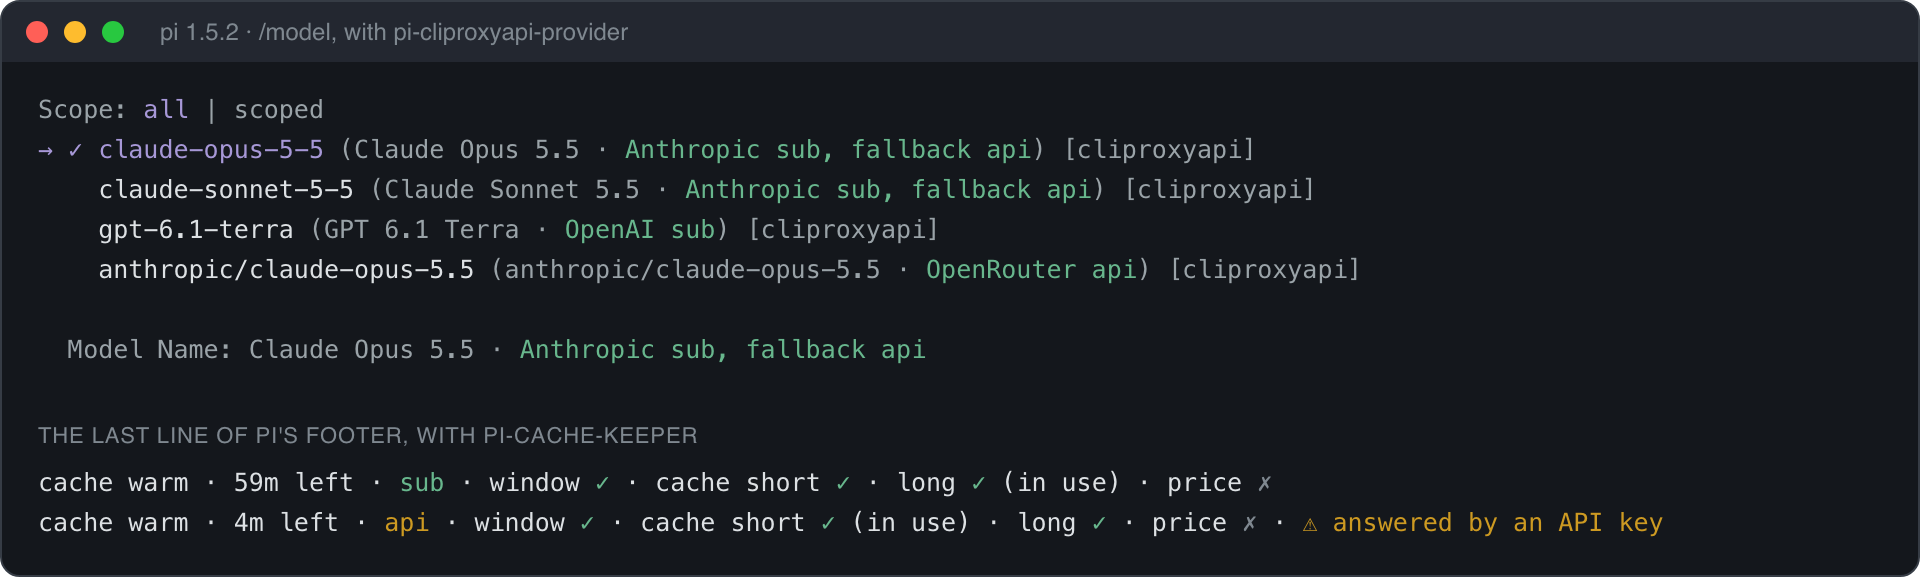 pi 1.5.2 · /model, with pi-cliproxyapi-provider
Scope: all | scoped
→ ✓ claude-opus-5-5 (Claude Opus 5.5 · Anthropic sub, fallback api) [cliproxyapi]
claude-sonnet-5-5 (Claude Sonnet 5.5 · Anthropic sub, fallback api) [cliproxyapi]
gpt-6.1-terra (GPT 6.1 Terra · OpenAI sub) [cliproxyapi]
anthropic/claude-opus-5.5 (anthropic/claude-opus-5.5 · OpenRouter api) [cliproxyapi]
Model Name: Claude Opus 5.5 · Anthropic sub, fallback api
THE LAST LINE OF PI'S FOOTER, WITH PI-CACHE-KEEPER
cache warm · 59m left · sub · window ✓ · cache short ✓ · long ✓ (in use) · price ✗
cache warm · 4m left · api · window ✓ · cache short ✓ (in use) · long ✓ · price ✗ · ⚠ answered by an API key